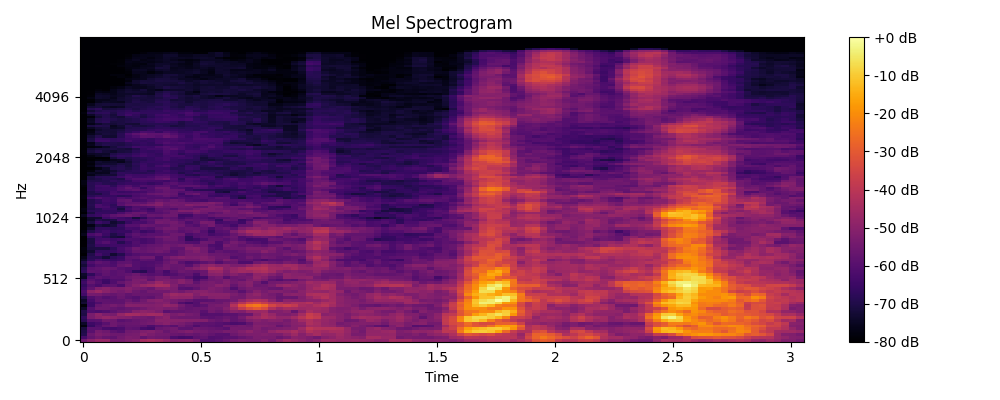 Mel Spectrogram
Hz
4096
2048
1024
512
0
0
0.5
1
1.5
2
2.5
3
Time
+0 dB
-10 dB
-20 dB
-30 dB
-40 dB
-50 dB
-60 dB
-70 dB
-80 dB